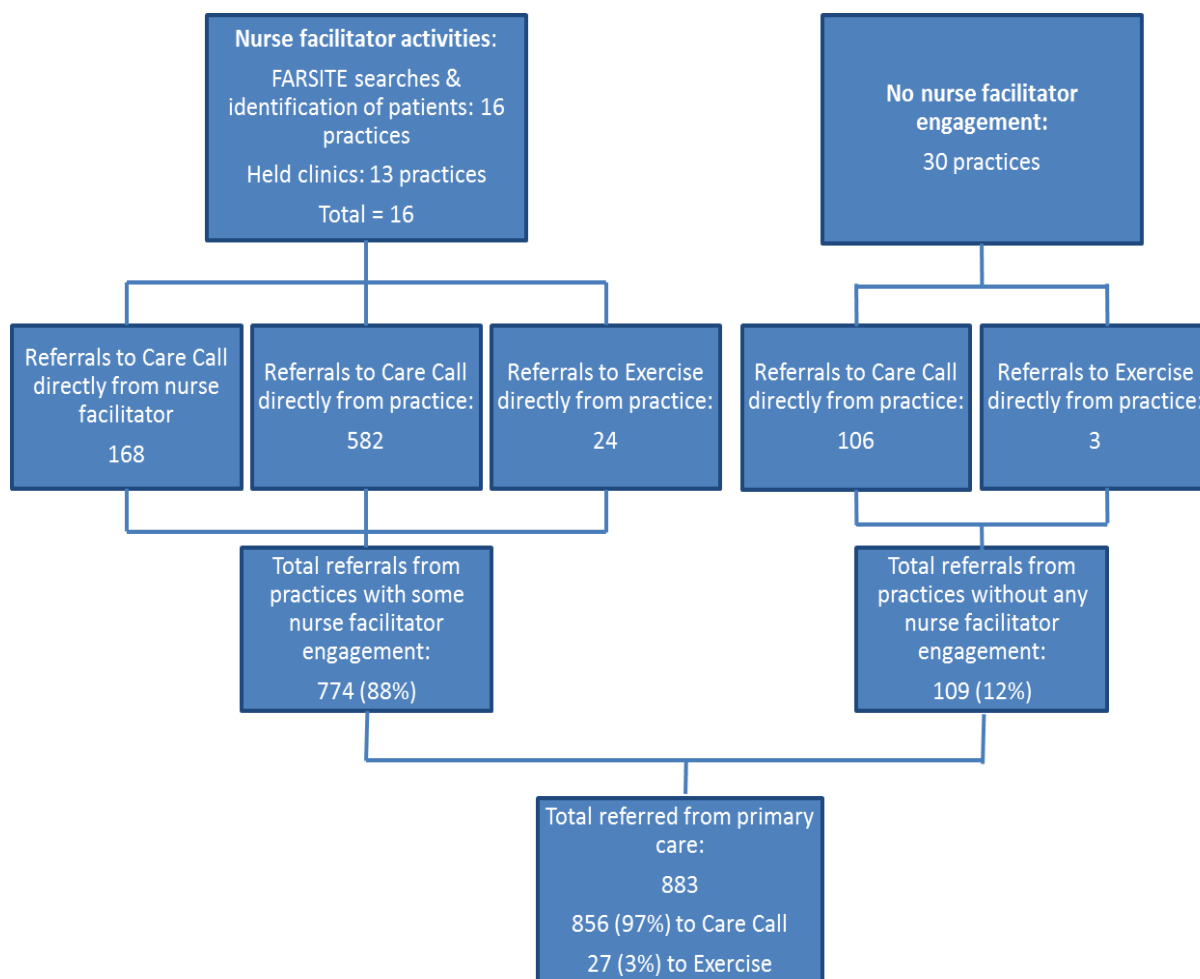 Nurse facilitator activities:
FARSITE searches &
identification of patients: 16
practices
Held clinics: 13 practices
Total = 16
No nurse facilitator
engagement:
30 practices
Referrals to Care Call
directly from nurse
facilitator
168
Referrals to Care Call
directly from practice:
582
Referrals to Exercise
directly from practice:
24
Referrals to Care Call
directly from practice:
106
Referrals to Exercise
directly from practice:
3
Total referrals from
practices with some
nurse facilitator
engagement:
774 (88%)
Total referrals from
practices without any
nurse facilitator
engagement:
109 (12%)
Total referred from primary
care:
883
856 (97%) to Care Call
27 (3%) to Exercise